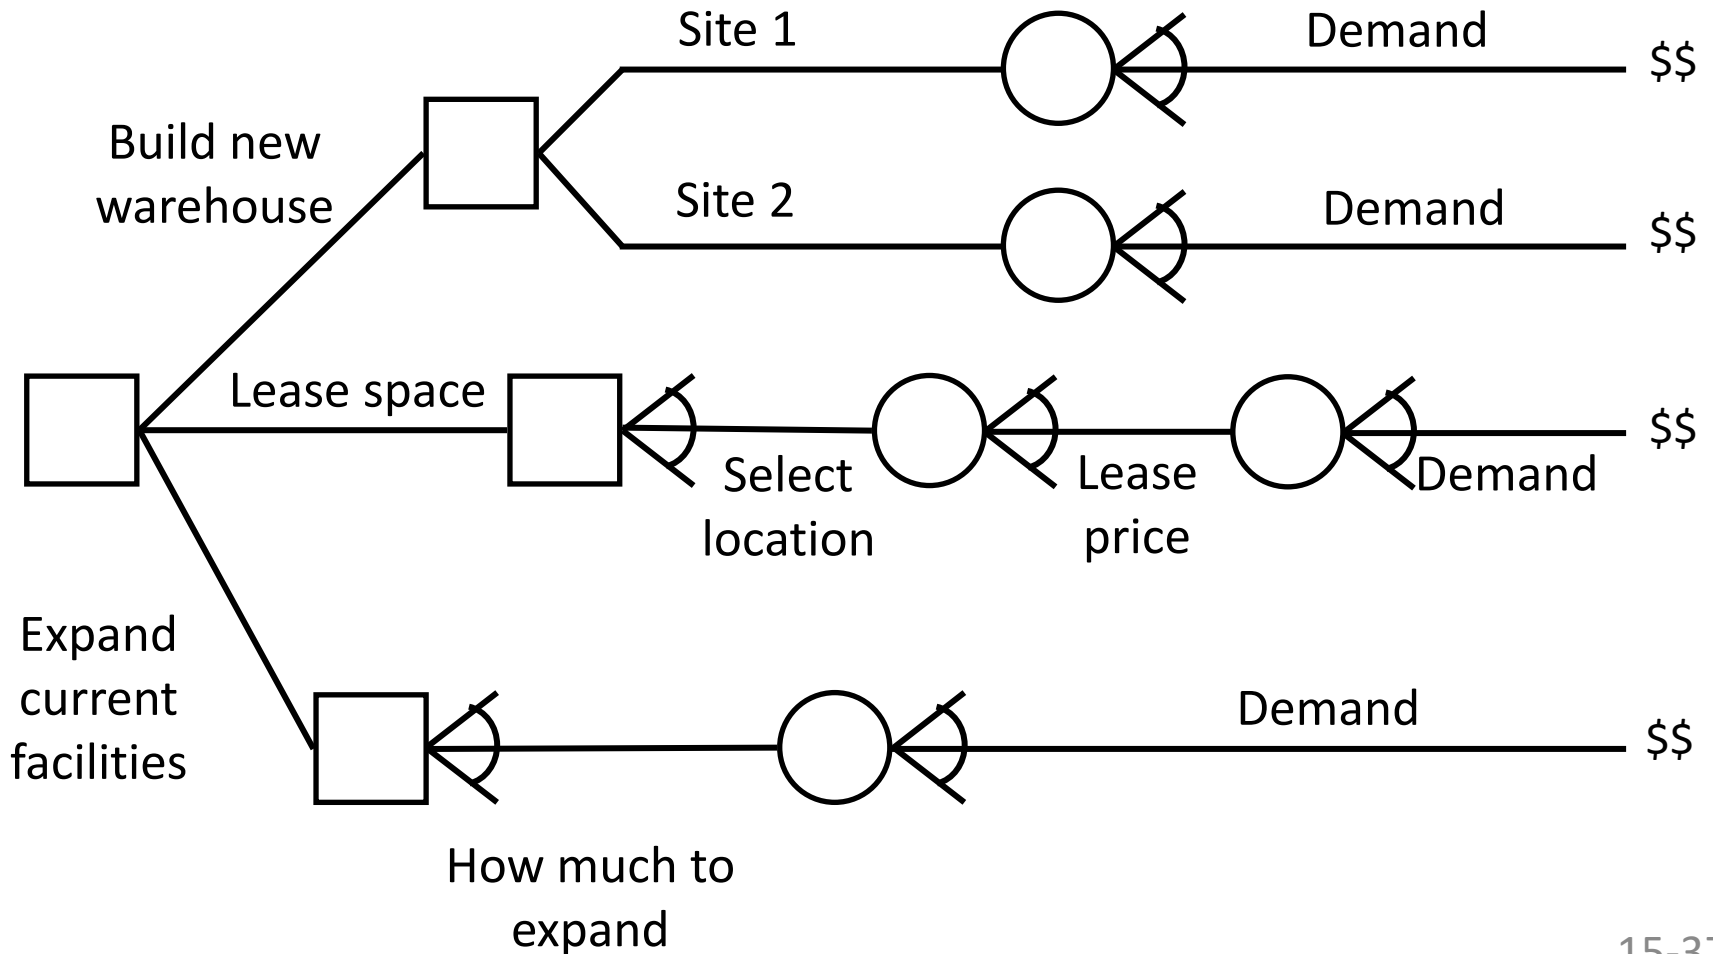 Site 1
Demand
$$
Build new
warehouse
Site 2
Demand
$$
Lease space
Select
location
Lease
price
Demand
$$
Expand
current
facilities
Demand
$$
How much to
expand